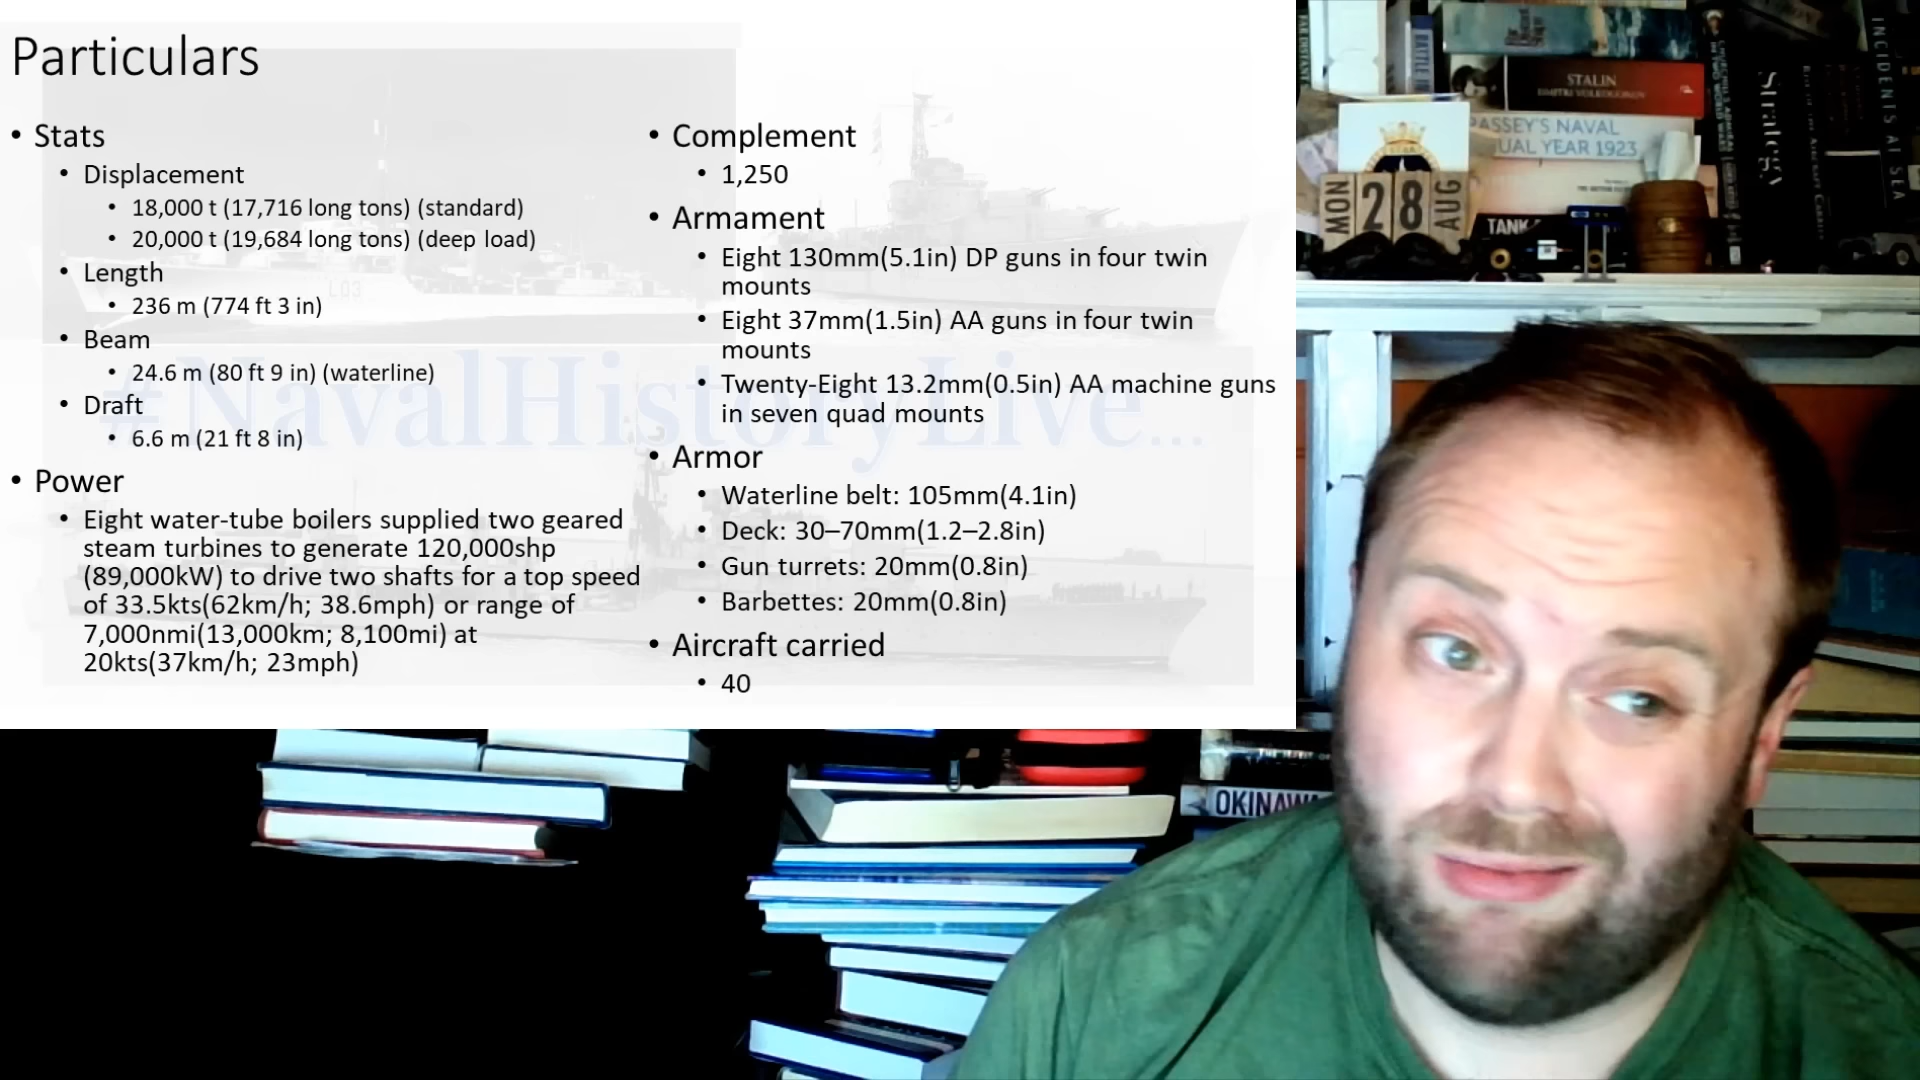 Particulars
• Stats
• Displacement
• 18,000 t (17,716 long tons) (standard)
• 20,000 t (19,684 long tons) (deep load)
• Length
• 236 m (774 ft 3 in)
• Beam
• 24.6 m (80 ft 9 in) (waterline)
• Draft
• 6.6 m (21 ft 8 in)
• Power
• Eight water-tube boilers supplied two geared
steam turbines to generate 120,000shp
(89,000kW) to drive two shafts for a top speed
of 33.5kts(62km/h; 38.6mph) or range of
7,000nmi(13,000km; 8,100mi) at
20kts(37km/h; 23mph)
• Complement
• 1,250
• Armament
• Eight 130mm(5.1in) DP guns in four twin
mounts
• Eight 37mm(1.5in) AA guns in four twin
mounts
• Twenty-Eight 13.2mm(0.5in) AA machine guns
in seven quad mounts
• Armor
• Waterline belt: 105mm(4.1in)
• Deck: 30–70mm(1.2–2.8in)
• Gun turrets: 20mm(0.8in)
• Barbettes: 20mm(0.8in)
• Aircraft carried
• 40
#NavalHistoryLive...
L03
STALIN
DMITRI VOLKOGONOV
PASSEY'S NAVAL
UAL YEAR 1923
MON
28
AUG
TANK
BATTLE
Strategy
INCIDENTS AT SEA
OKINAWA